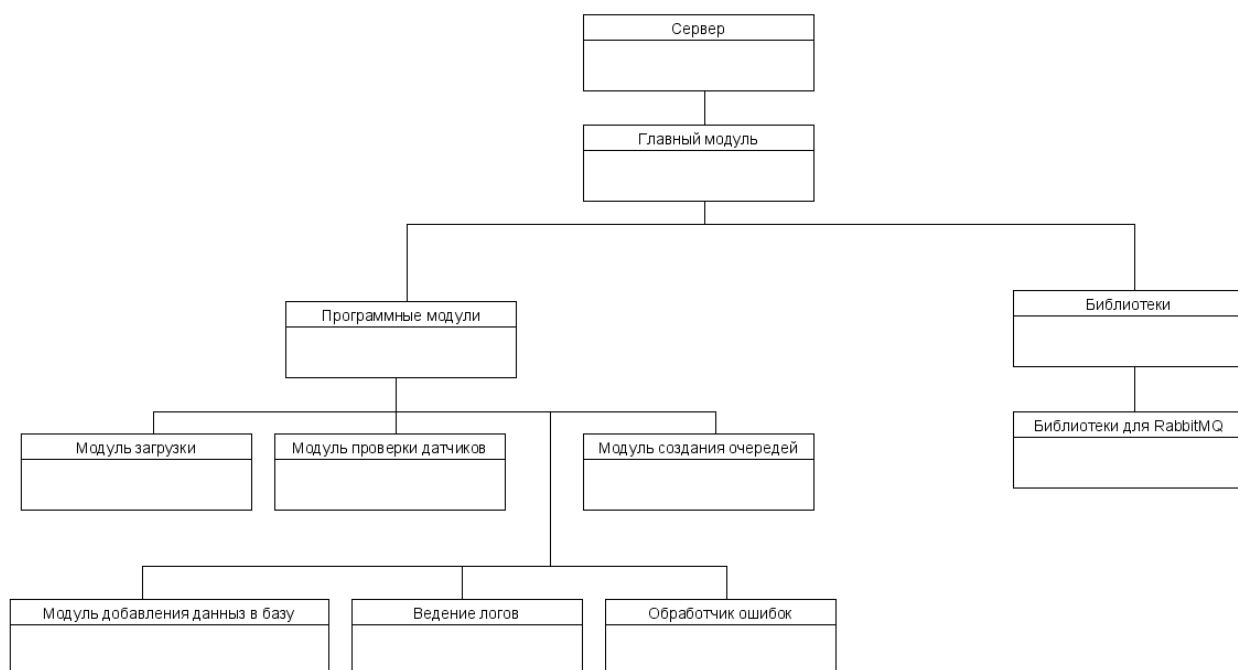 Сервер
Главный модуль
Программные модули
Библиотеки
Модуль загрузки
Модуль проверки датчиков
Модуль создания очередей
Библиотеки для RabbitMQ
Модуль добавления данныз в базу
Ведение логов
Обработчик ошибок